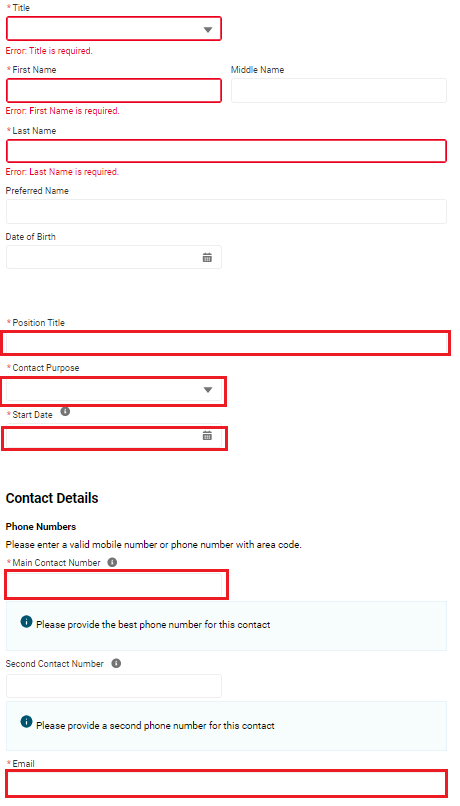 * Title
Error: Title is required.
* First Name
Middle Name
Error: First Name is required.
* Last Name
Error: Last Name is required.
Preferred Name
Date of Birth
* Position Title
* Contact Purpose
* Start Date
Contact Details
Phone Numbers
Please enter a valid mobile number or phone number with area code.
* Main Contact Number
Please provide the best phone number for this contact
Second Contact Number
Please provide a second phone number for this contact
* Email